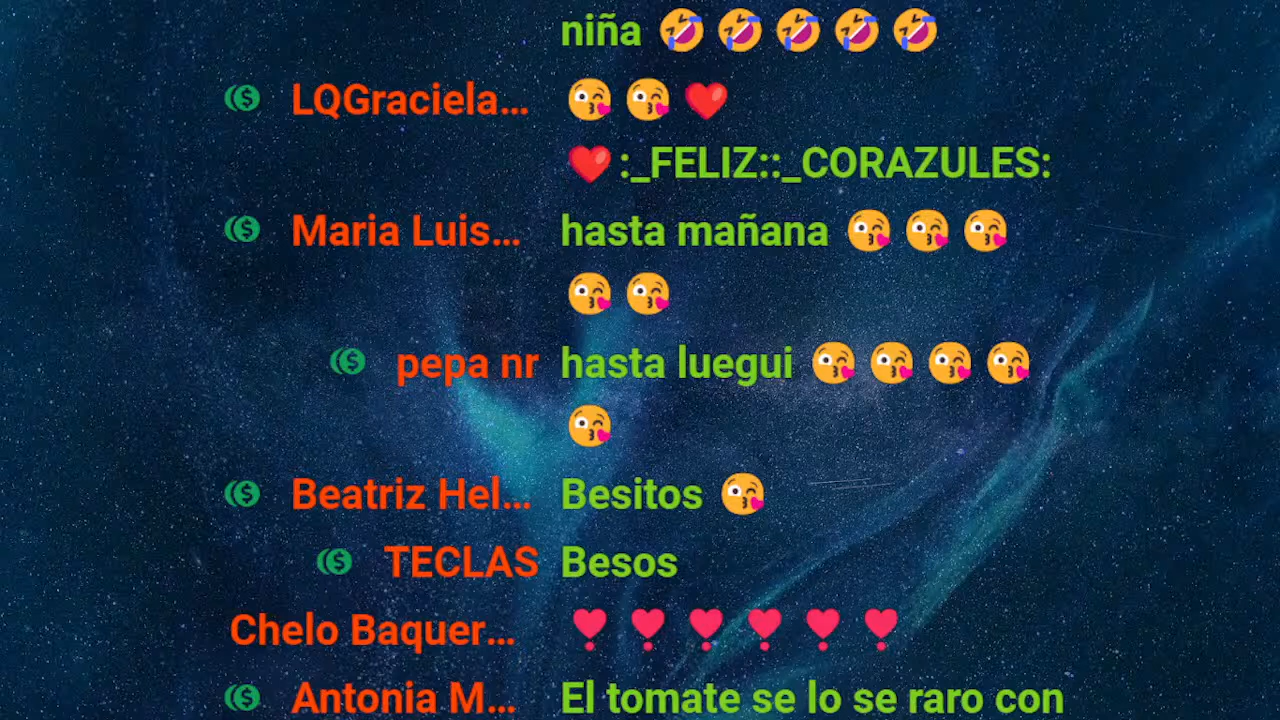 niña 🤣 🤣 🤣 🤣 🤣
LQGraciela... 😘 😘 ❤️
❤️ :_FELIZ::_CORAZULES:
Maria Luis... hasta mañana 😘 😘 😘
😘 😘
pepa nr hasta luegui 😘 😘 😘 😘
😘
Beatriz Hel... Besitos 😘
TECLAS Besos
Chelo Baquer... ❣️ ❣️ ❣️ ❣️ ❣️ ❣️
Antonia M... El tomate se lo se raro con